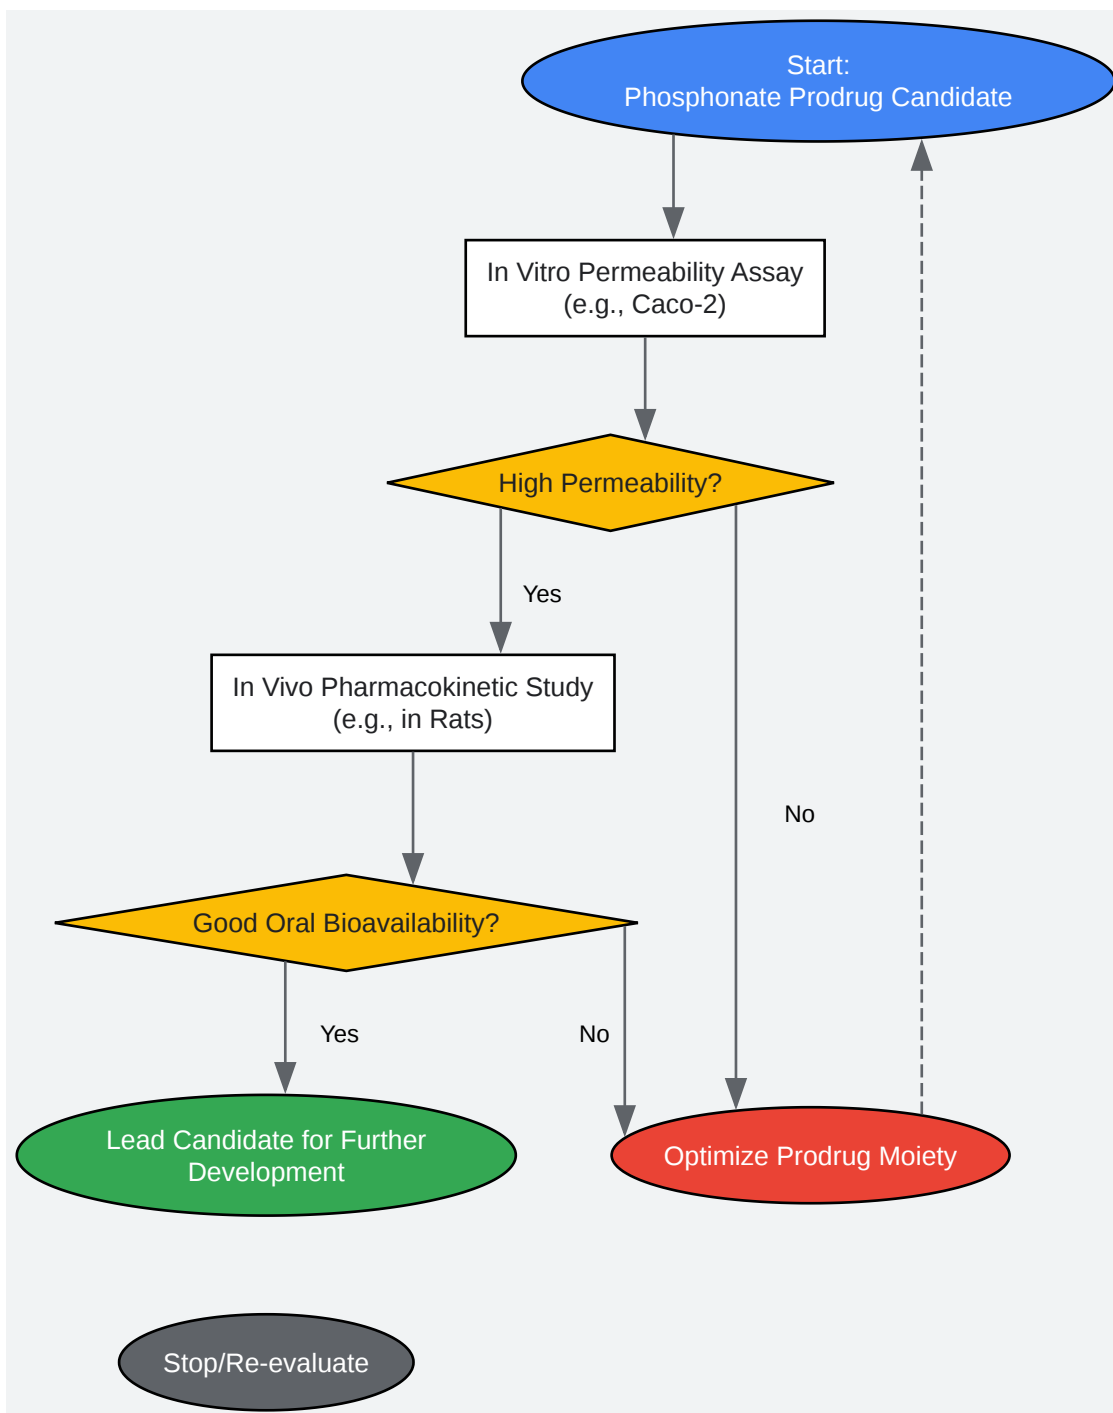 Start:
Phosphonate Prodrug Candidate
In Vitro Permeability Assay
(e.g., Caco-2)
High Permeability?
Yes
In Vivo Pharmacokinetic Study
(e.g., in Rats)
No
Good Oral Bioavailability?
Yes
No
Lead Candidate for Further
Development
Optimize Prodrug Moiety
Stop/Re-evaluate